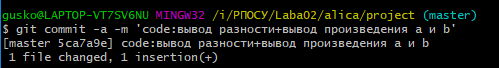 gusko@LAPTOP-VT7SV6NU MINGW32 /i/РПОСУ/Laba02/alica/project (master)
$ git commit -a -m 'code:вывод разности+вывод произведения a и b'
[master 5ca7a9e] code:вывод разности+вывод произведения a и b
 1 file changed, 1 insertion(+)